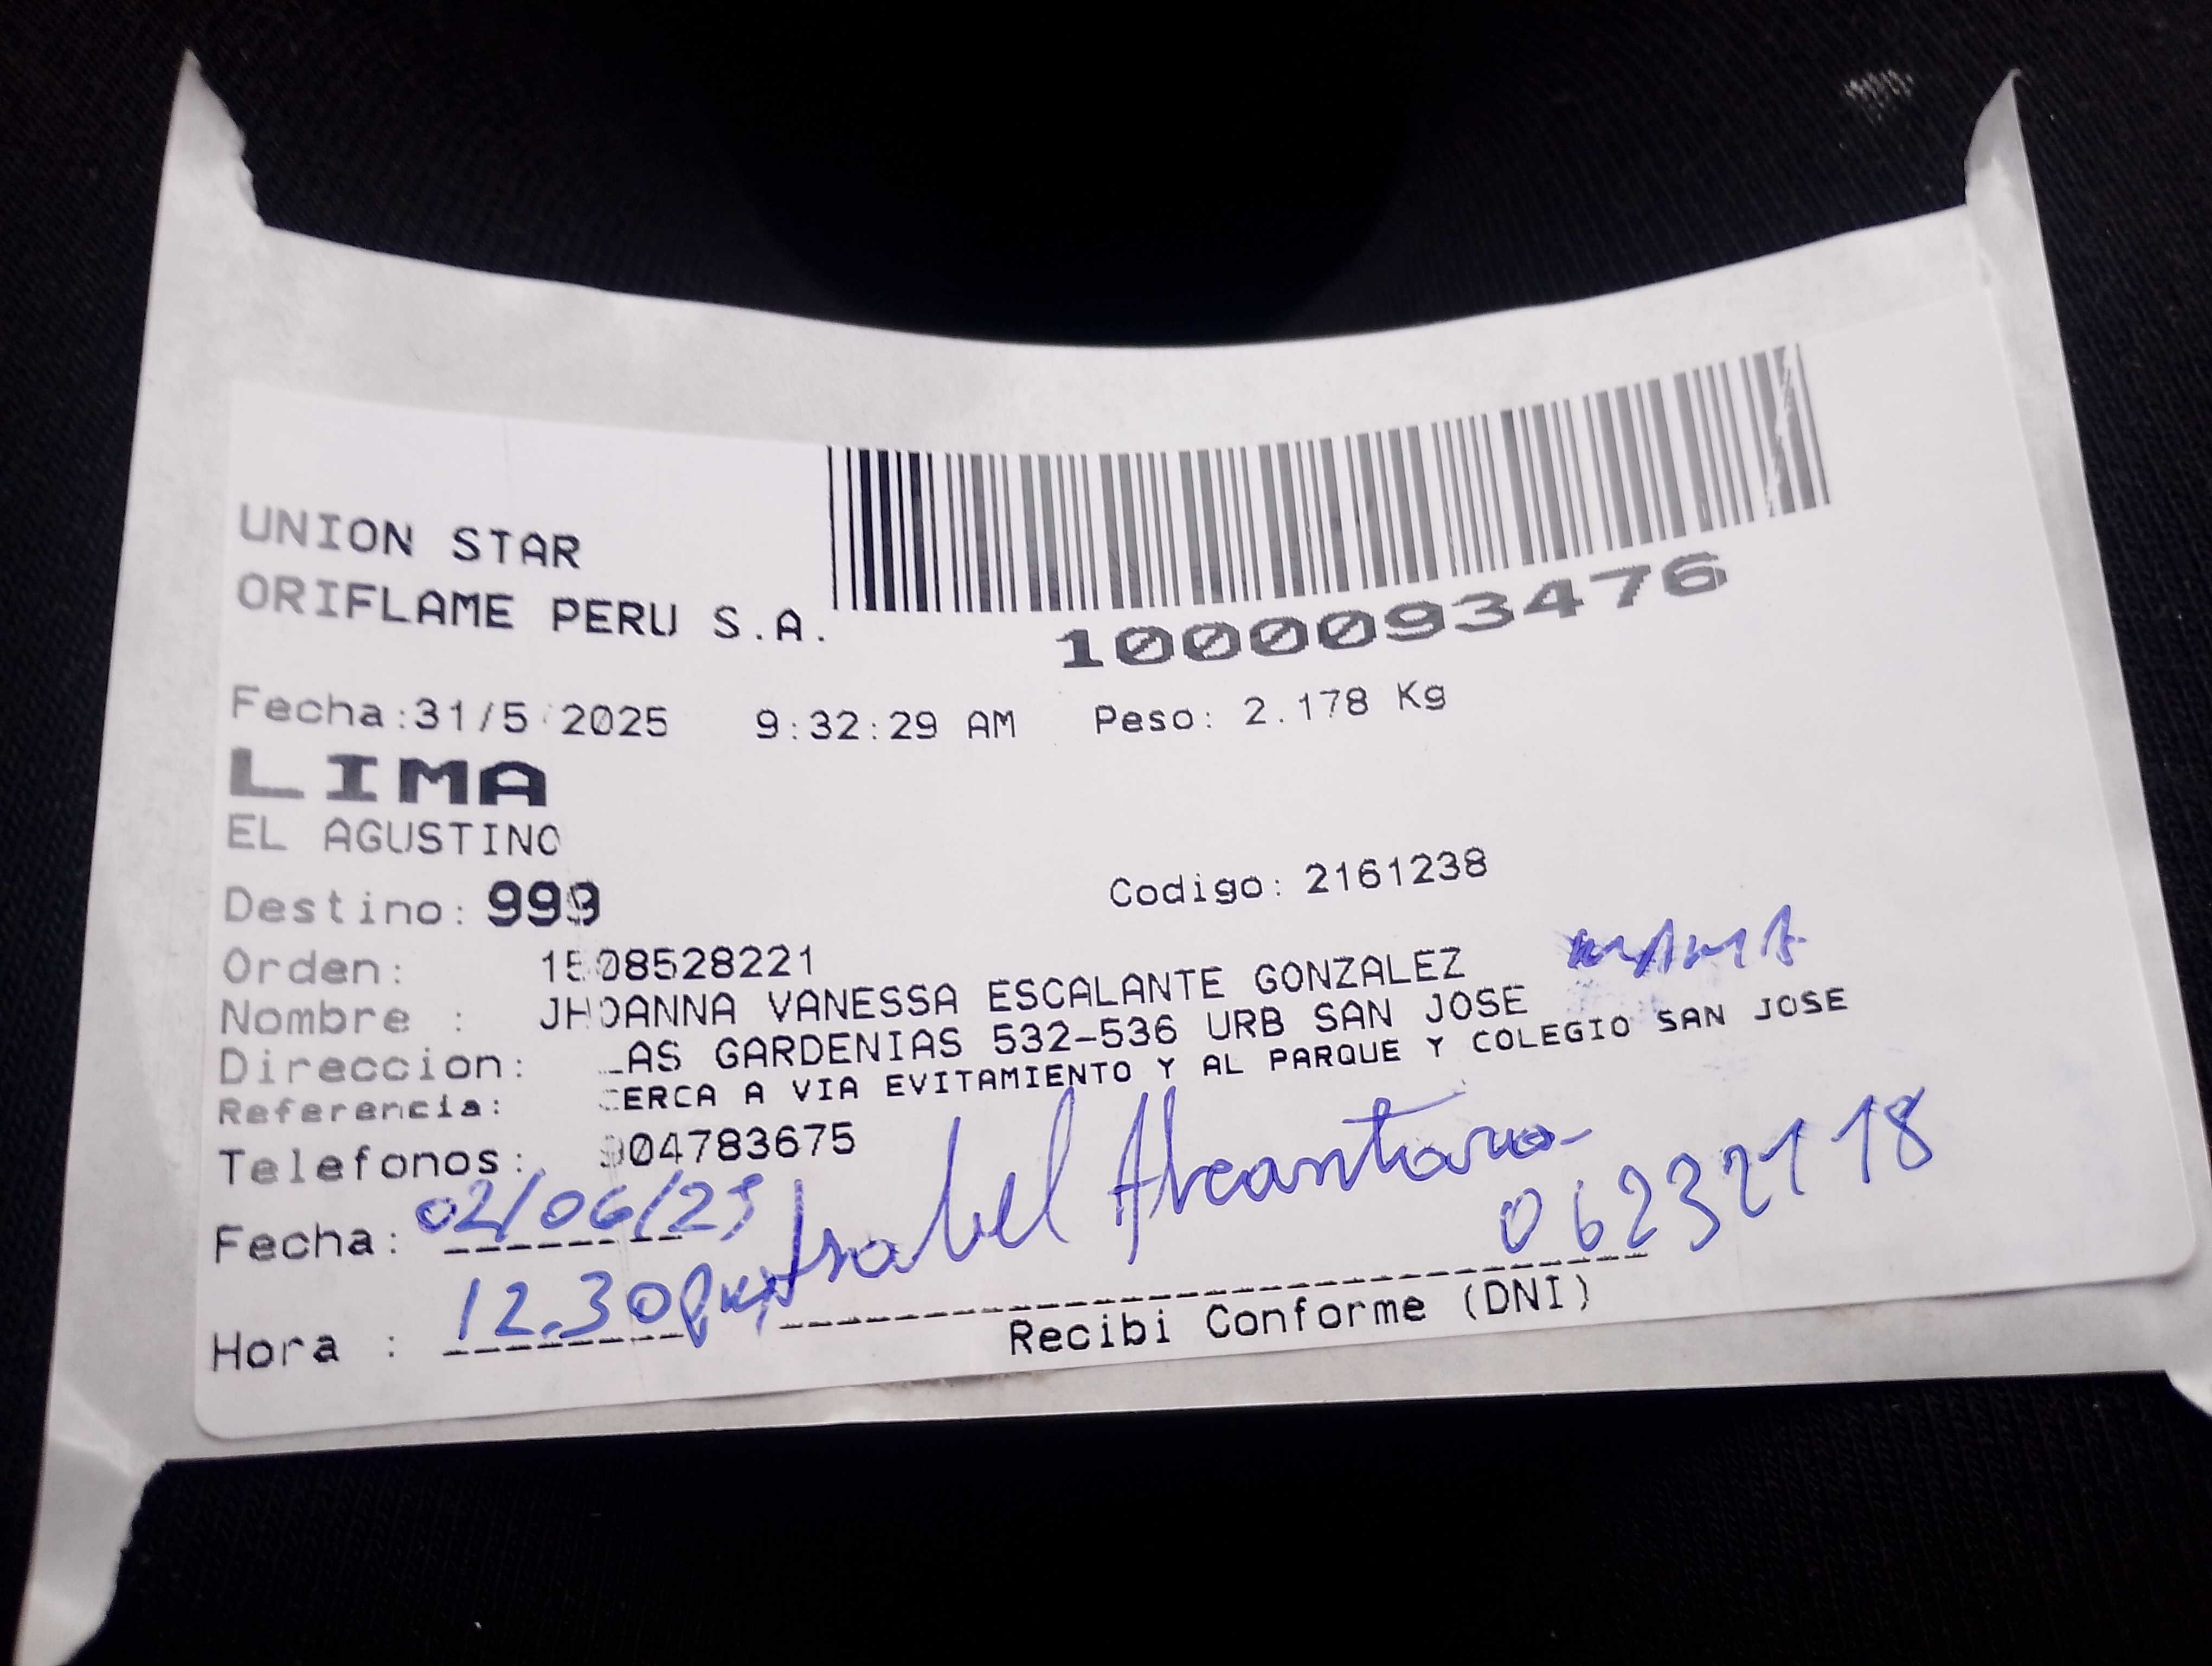 UNION STAR
ORIFLAME PERU S.A.
1000093476
Fecha:31/5/2025 9:32:29 AM Peso: 2.178 Kg
LIMA
EL AGUSTINO
Destino: 999 Codigo: 2161238
Orden: 1508528221
Nombre : JHOANNA VANESSA ESCALANTE GONZALEZ MAMA
Direccion: LAS GARDENIAS 532-536 URB SAN JOSE
Referencia: CERCA A VIA EVITAMIENTO Y AL PARQUE Y COLEGIO SAN JOSE
Telefonos: 904783675
Fecha: 02/06/25 Isabel Alcantara 06232118
Hora : 12.30pm
Recibi Conforme (DNI)